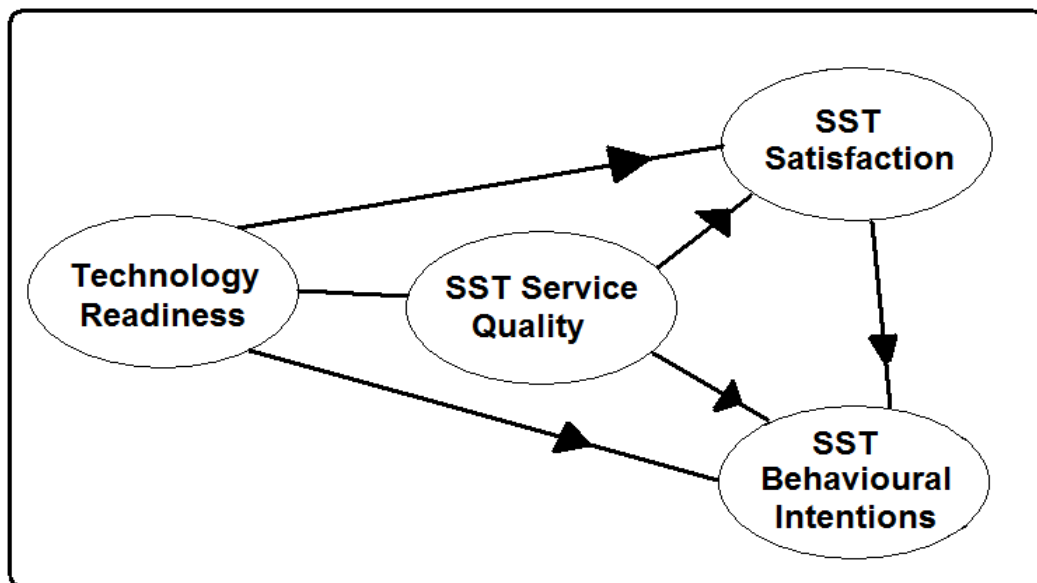 SST
Satisfaction
Technology
Readiness
SST Service
Quality
SST
Behavioural
Intentions